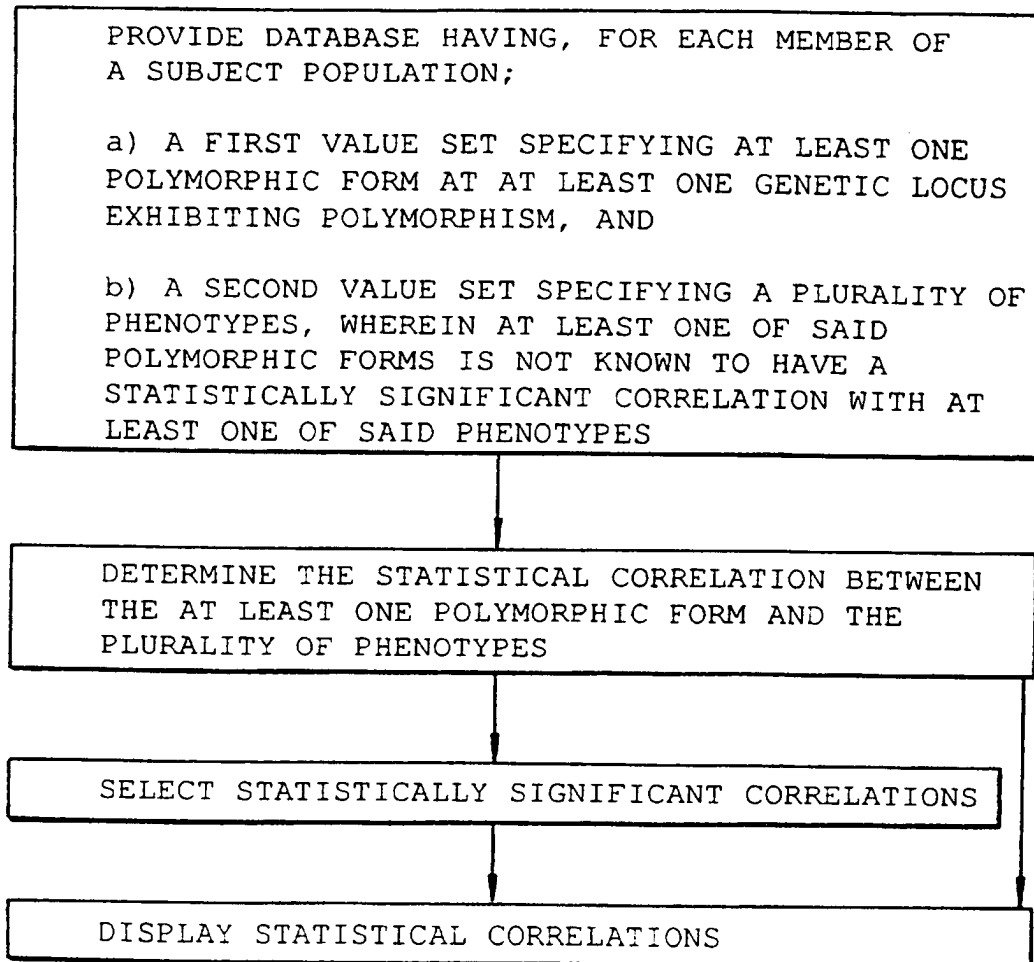 PROVIDE DATABASE HAVING, FOR EACH MEMBER OF
A SUBJECT POPULATION;
a) A FIRST VALUE SET SPECIFYING AT LEAST ONE
POLYMORPHIC FORM AT AT LEAST ONE GENETIC LOCUS
EXHIBITING POLYMORPHISM, AND
b) A SECOND VALUE SET SPECIFYING A PLURALITY OF
PHENOTYPES, WHEREIN AT LEAST ONE OF SAID
POLYMORPHIC FORMS IS NOT KNOWN TO HAVE A
STATISTICALLY SIGNIFICANT CORRELATION WITH AT
LEAST ONE OF SAID PHENOTYPES
DETERMINE THE STATISTICAL CORRELATION BETWEEN
THE AT LEAST ONE POLYMORPHIC FORM AND THE
PLURALITY OF PHENOTYPES
SELECT STATISTICALLY SIGNIFICANT CORRELATIONS
DISPLAY STATISTICAL CORRELATIONS